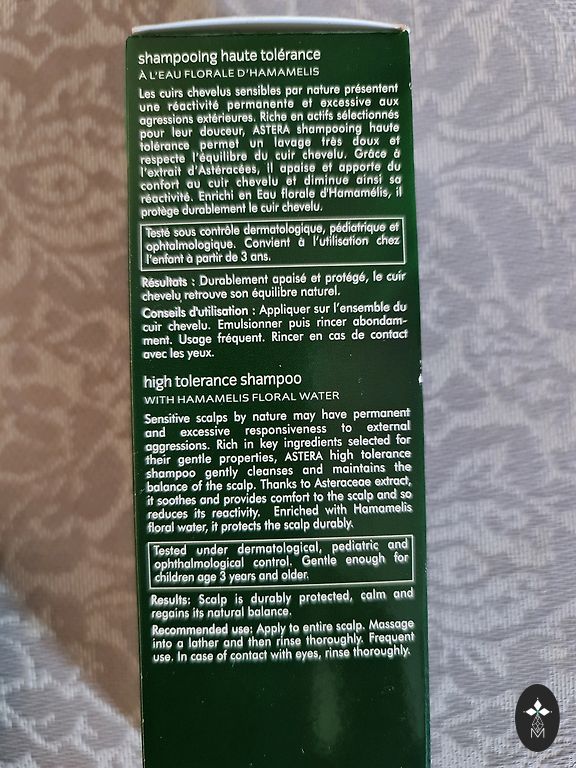 shampooing haute tolérance
À L'EAU FLORALE D'HAMAMELIS
Les cuirs chevelus sensibles par nature présentent
une réactivité permanente et excessive aux
agressions extérieures. Riche en actifs sélectionnés
pour leur douceur, ASTERA shampooing haute
tolérance permet un lavage très doux et
respecte l'équilibre du cuir chevelu. Grâce à
l'extrait d'Astéracées, il apaise et apporte du
confort au cuir chevelu et diminue ainsi sa
réactivité. Enrichi en Eau florale d'Hamamélis, il
protège durablement le cuir chevelu.
Testé sous contrôle dermatologique, pédiatrique et
ophtalmologique. Convient à l'utilisation chez
l'enfant à partir de 3 ans.
Résultats : Durablement apaisé et protégé, le cuir
chevelu retrouve son équilibre naturel.
Conseils d'utilisation : Appliquer sur l'ensemble du
cuir chevelu. Emulsionner puis rincer abondam-
ment. Usage fréquent. Rincer en cas de contact
avec les yeux.
high tolerance shampoo
WITH HAMAMELIS FLORAL WATER
Sensitive scalps by nature may have permanent
and excessive responsiveness to external
aggressions. Rich in key ingredients selected for
their gentle properties, ASTERA high tolerance
shampoo gently cleanses and maintains the
balance of the scalp. Thanks to Asteraceae extract,
it soothes and provides comfort to the scalp and so
reduces its reactivity. Enriched with Hamamelis
floral water, it protects the scalp durably.
Tested under dermatological, pediatric and
ophthalmological control. Gentle enough for
children age 3 years and older.
Results: Scalp is durably protected, calm and
regains its natural balance.
Recommended use: Apply to entire scalp. Massage
into a lather and then rinse thoroughly. Frequent
use. In case of contact with eyes, rinse thoroughly.
M